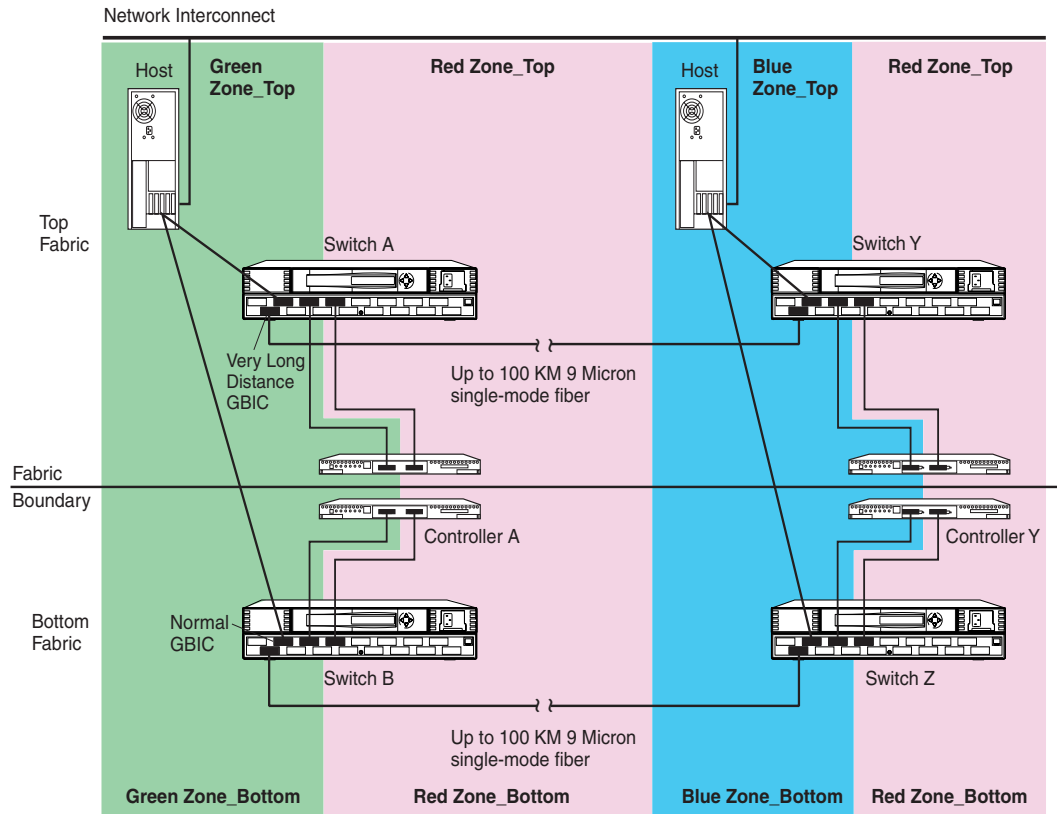 Network Interconnect
Host
Green
Zone_Top
Red Zone_Top
Host
Blue
Zone_Top
Red Zone_Top
Top
Fabric
Switch A
Switch Y
Very Long
Distance
GBIC
Up to 100 KM 9 Micron
single-mode fiber
Fabric
Boundary
Controller A
Controller Y
Bottom
Fabric
Normal
GBIC
Switch B
Switch Z
Up to 100 KM 9 Micron
single-mode fiber
Green Zone_Bottom
Red Zone_Bottom
Blue Zone_Bottom
Red Zone_Bottom